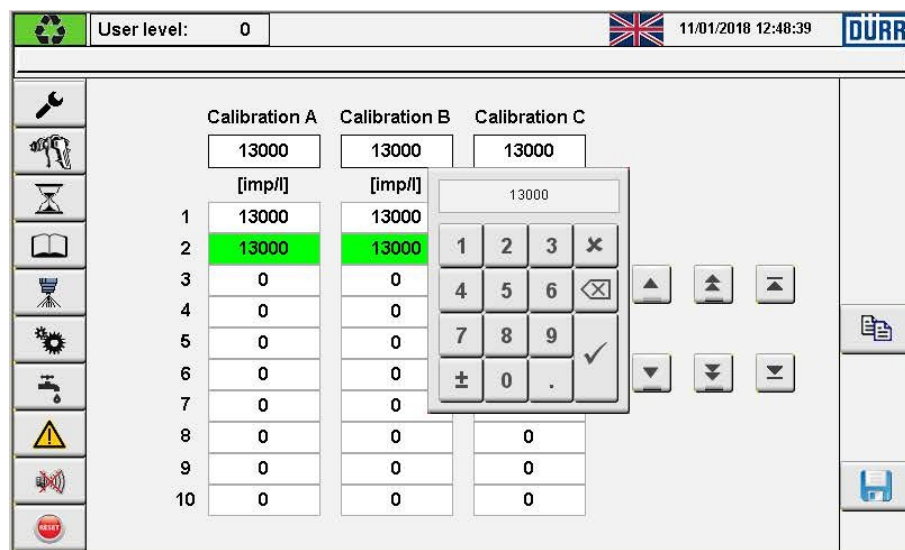 User level: 0 11/01/2018 12:48:39 DÜRR
Calibration A Calibration B Calibration C
13000 13000 13000
[imp/l] [imp/l] 13000
1 13000 13000
2 13000 13000 1 2 3
3 0 0 4 5 6
4 0 0
5 0 0 7 8 9
6 0 0 ± 0 .
7 0 0
8 0 0 0
9 0 0 0
10 0 0 0
RESET